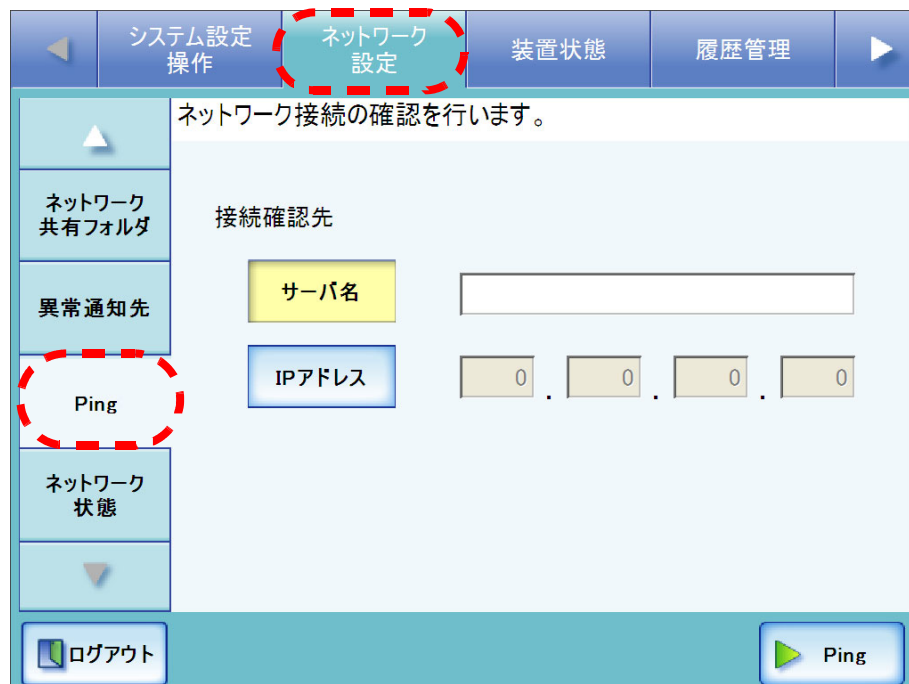 システム設定
操作
ネットワーク
設定
装置状態
履歴管理
ネットワーク接続の確認を行います。
ネットワーク
共有フォルダ
異常通知先
Ping
ネットワーク
状態
接続確認先
サーバ名
IPアドレス
0 . 0 . 0 . 0
ログアウト
Ping